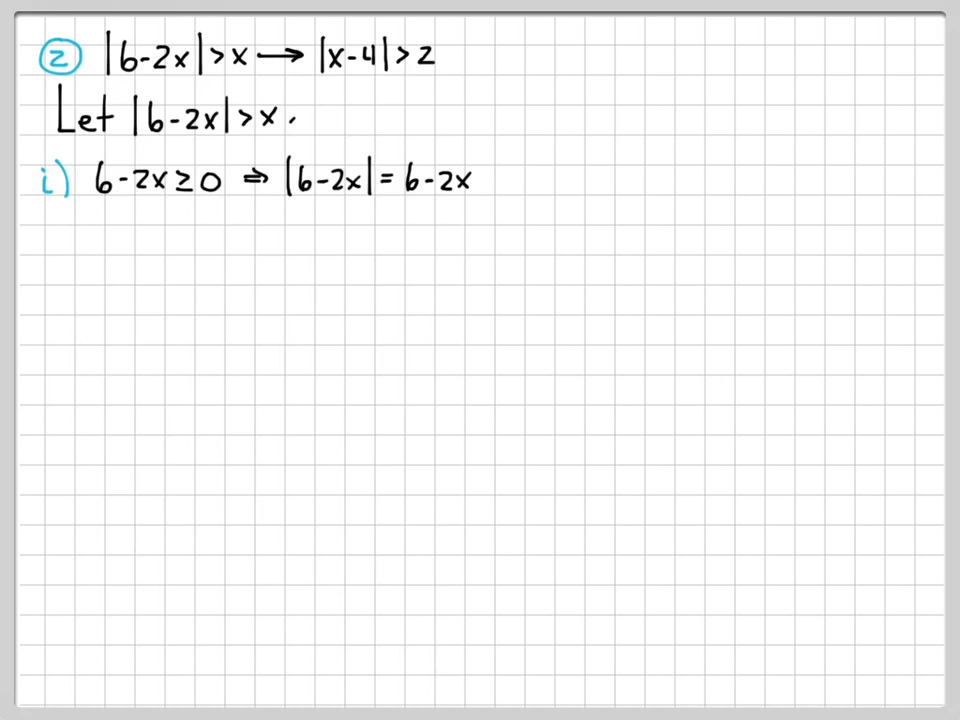 ② |6-2x|>x → |x-4|>2
Let |6-2x|>x.
i) 6-2x≥0 ⇒ |6-2x|=6-2x